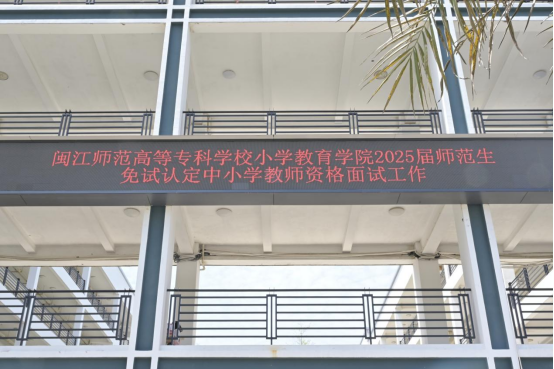 闽江师范高等专科学校小学教育学院2025届师范生
免试认定中小学教师资格面试工作